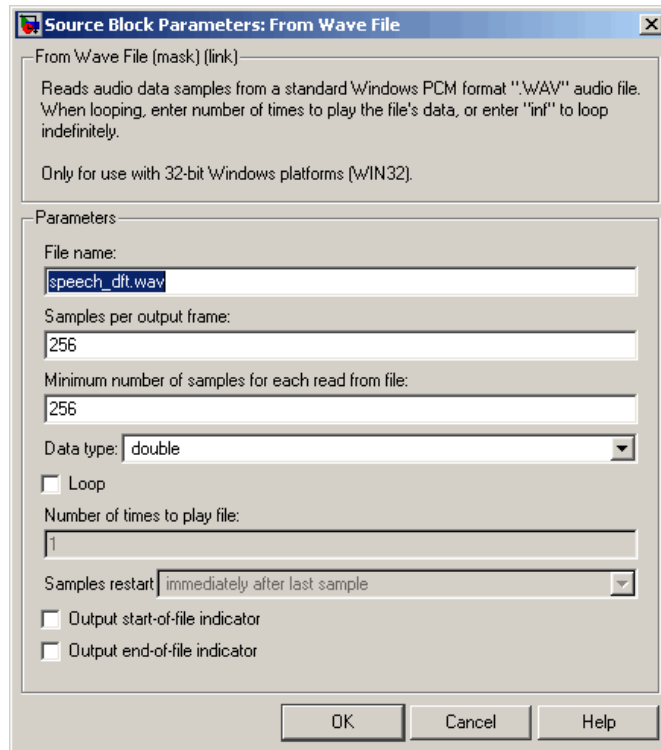 Source Block Parameters: From Wave File
From Wave File (mask) (link)
Reads audio data samples from a standard Windows PCM format ".WAV" audio file.
When looping, enter number of times to play the file's data, or enter "inf" to loop
indefinitely.
Only for use with 32-bit Windows platforms (WIN32).
Parameters
File name:
speech_dft.wav
Samples per output frame:
256
Minimum number of samples for each read from file:
256
Data type: double
Loop
Number of times to play file:
1
Samples restart immediately after last sample
Output start-of-file indicator
Output end-of-file indicator
OK Cancel Help